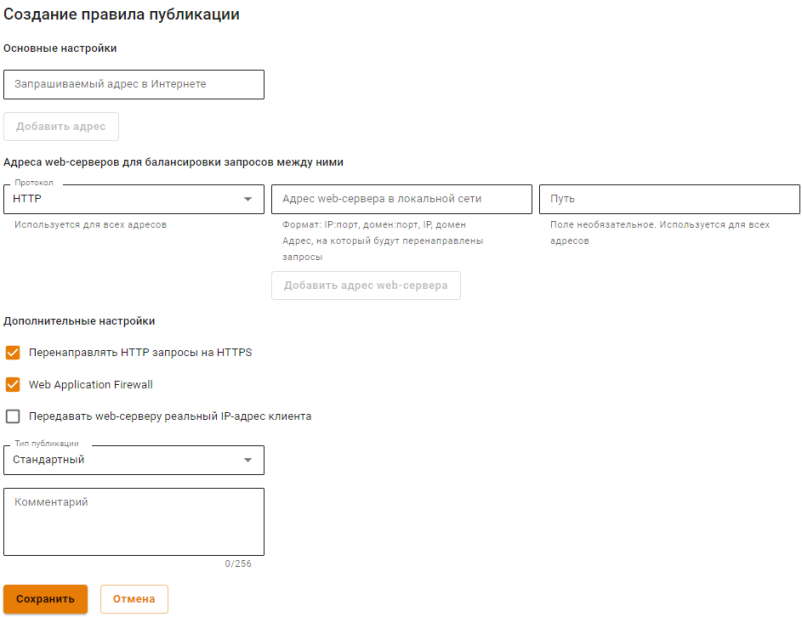 Создание правила публикации
Основные настройки
Запрашиваемый адрес в Интернете
Добавить адрес
Адреса web-серверов для балансировки запросов между ними
Протокол
HTTP
Используется для всех адресов
Адрес web-сервера в локальной сети
Формат: IP:порт, домен:порт, IP, домен
Адрес, на который будут перенаправлены
запросы
Путь
Поле необязательное. Используется для всех
адресов
Добавить адрес web-сервера
Дополнительные настройки
Перенаправлять HTTP запросы на HTTPS
Web Application Firewall
Передавать web-серверу реальный IP-адрес клиента
Тип публикации
Стандартный
Комментарий
0/256
Сохранить
Отмена